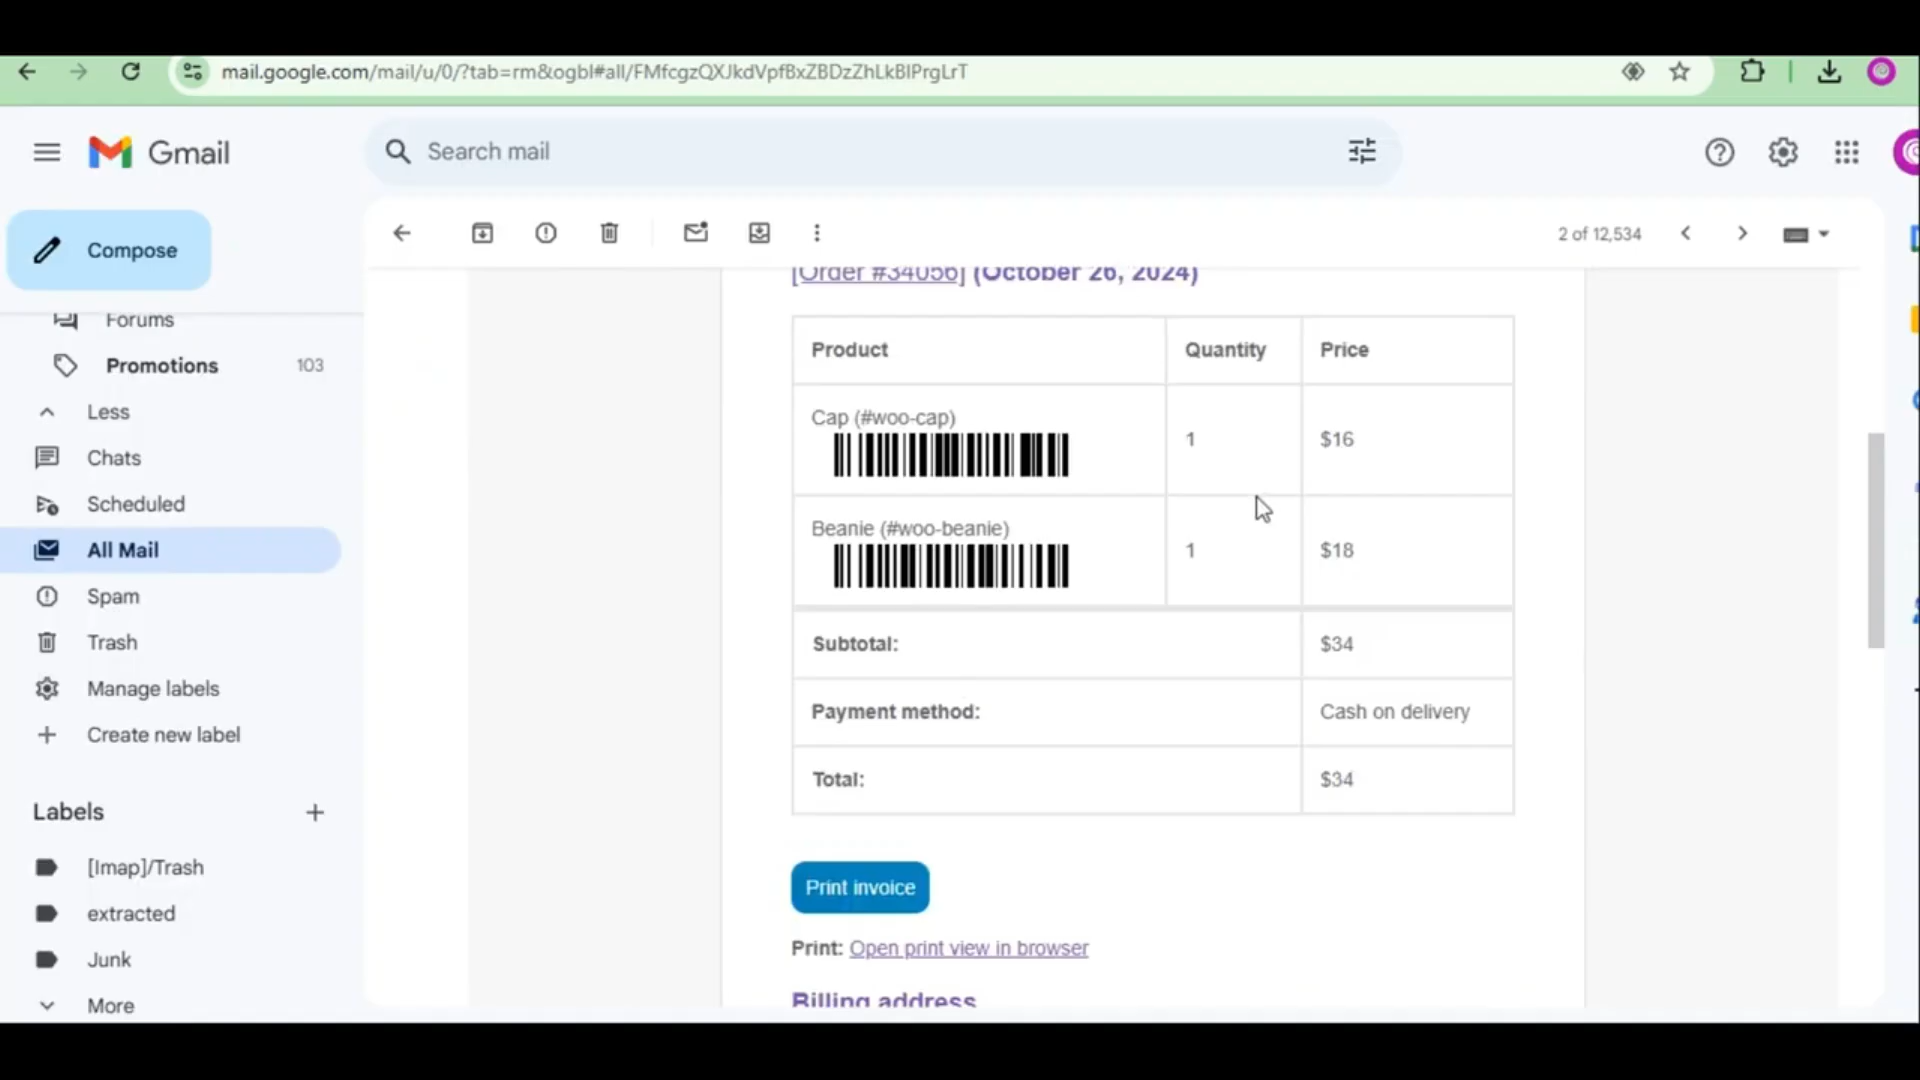 mail.google.com/mail/u/0/?tab=rm&ogbl#all/FMfcgzQXJkdVpfBxZBDzZhLkBlPrgLrT
Gmail
Search mail
Compose
2 of 12,534
Forums
Promotions 103
Less
Chats
Scheduled
All Mail
Spam
Trash
Manage labels
Create new label
Labels
[Imap]/Trash
extracted
Junk
More
[Order #34056] (October 26, 2024)
Product Quantity Price
Cap (#woo-cap) 1 $16
Beanie (#woo-beanie) 1 $18
Subtotal: $34
Payment method: Cash on delivery
Total: $34
Print invoice
Print: Open print view in browser
Billing address